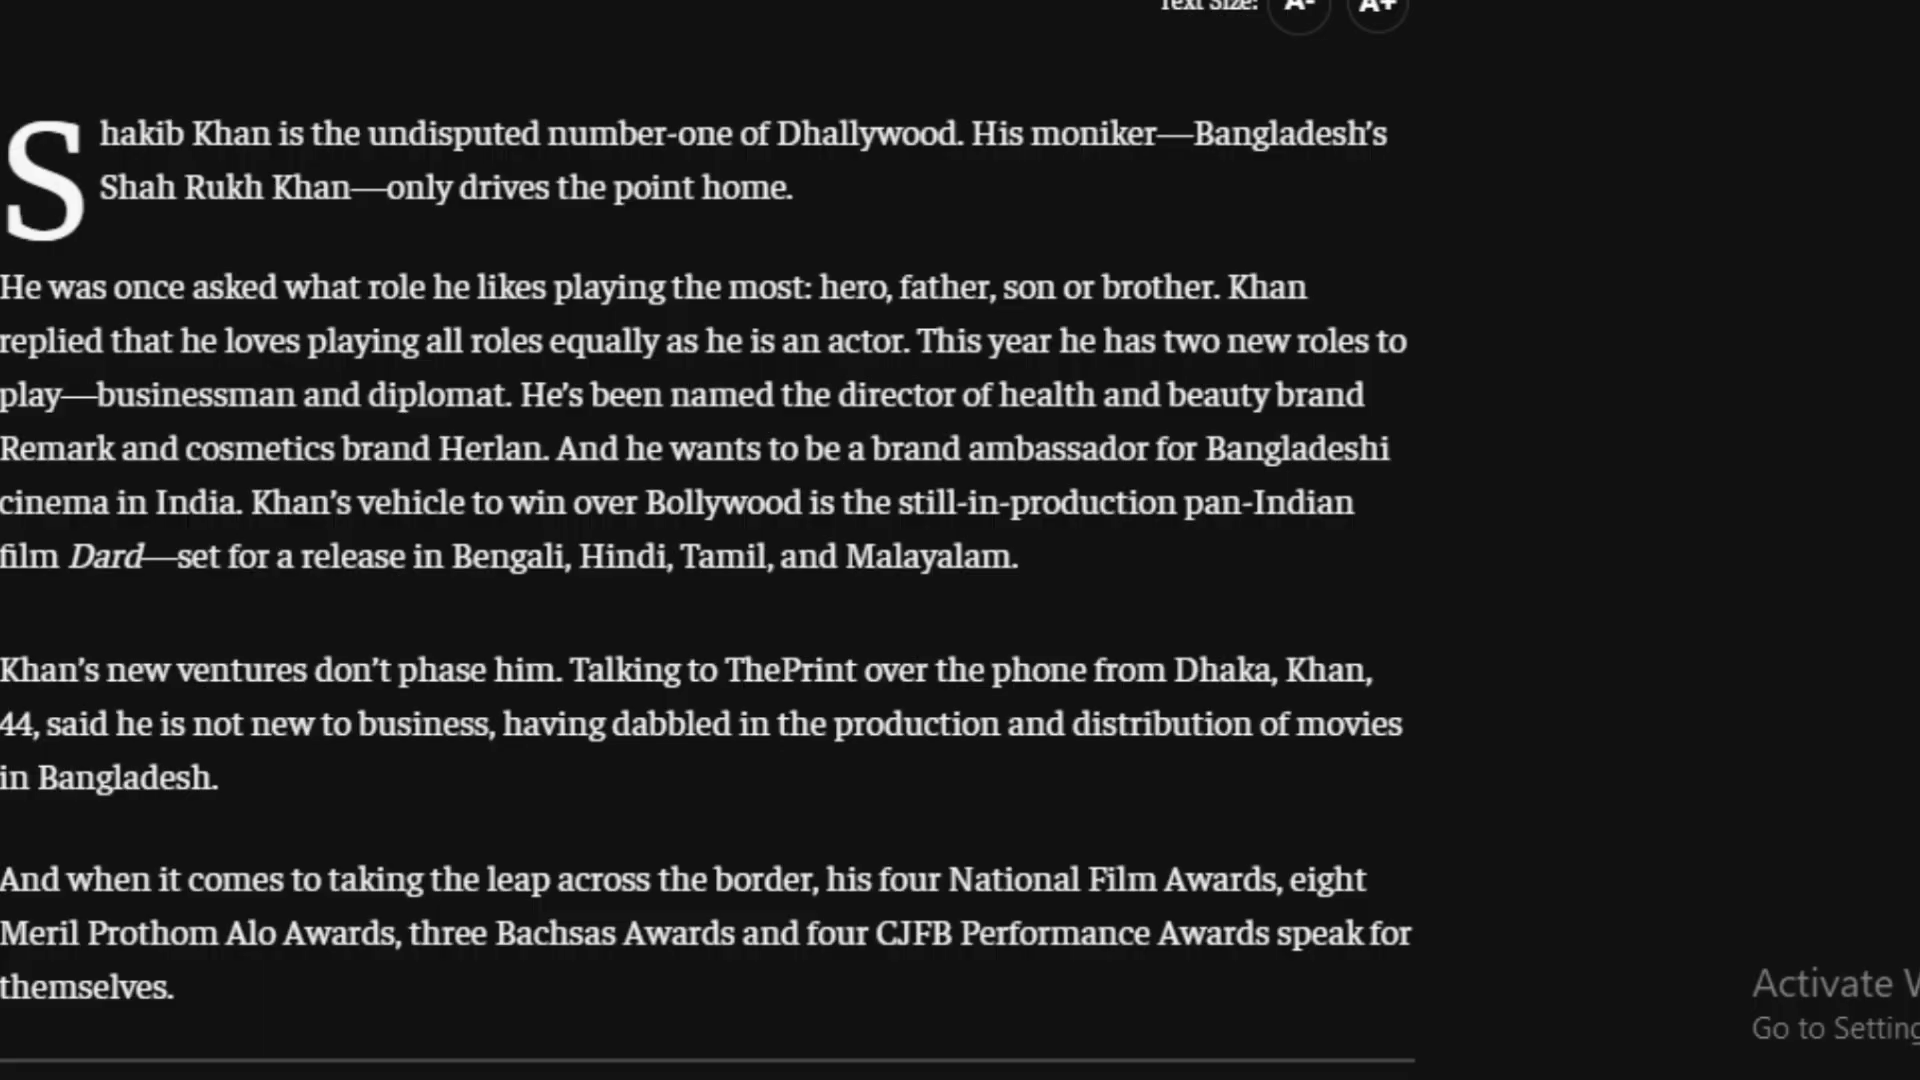 Text Size: A- A+
Shakib Khan is the undisputed number-one of Dhallywood. His moniker—Bangladesh’s
Shah Rukh Khan—only drives the point home.
He was once asked what role he likes playing the most: hero, father, son or brother. Khan
replied that he loves playing all roles equally as he is an actor. This year he has two new roles to
play—businessman and diplomat. He’s been named the director of health and beauty brand
Remark and cosmetics brand Herlan. And he wants to be a brand ambassador for Bangladeshi
cinema in India. Khan’s vehicle to win over Bollywood is the still-in-production pan-Indian
film Dard—set for a release in Bengali, Hindi, Tamil, and Malayalam.
Khan’s new ventures don’t phase him. Talking to ThePrint over the phone from Dhaka, Khan,
44, said he is not new to business, having dabbled in the production and distribution of movies
in Bangladesh.
And when it comes to taking the leap across the border, his four National Film Awards, eight
Meril Prothom Alo Awards, three Bachsas Awards and four CJFB Performance Awards speak for
themselves.
Activate
Go to Setting